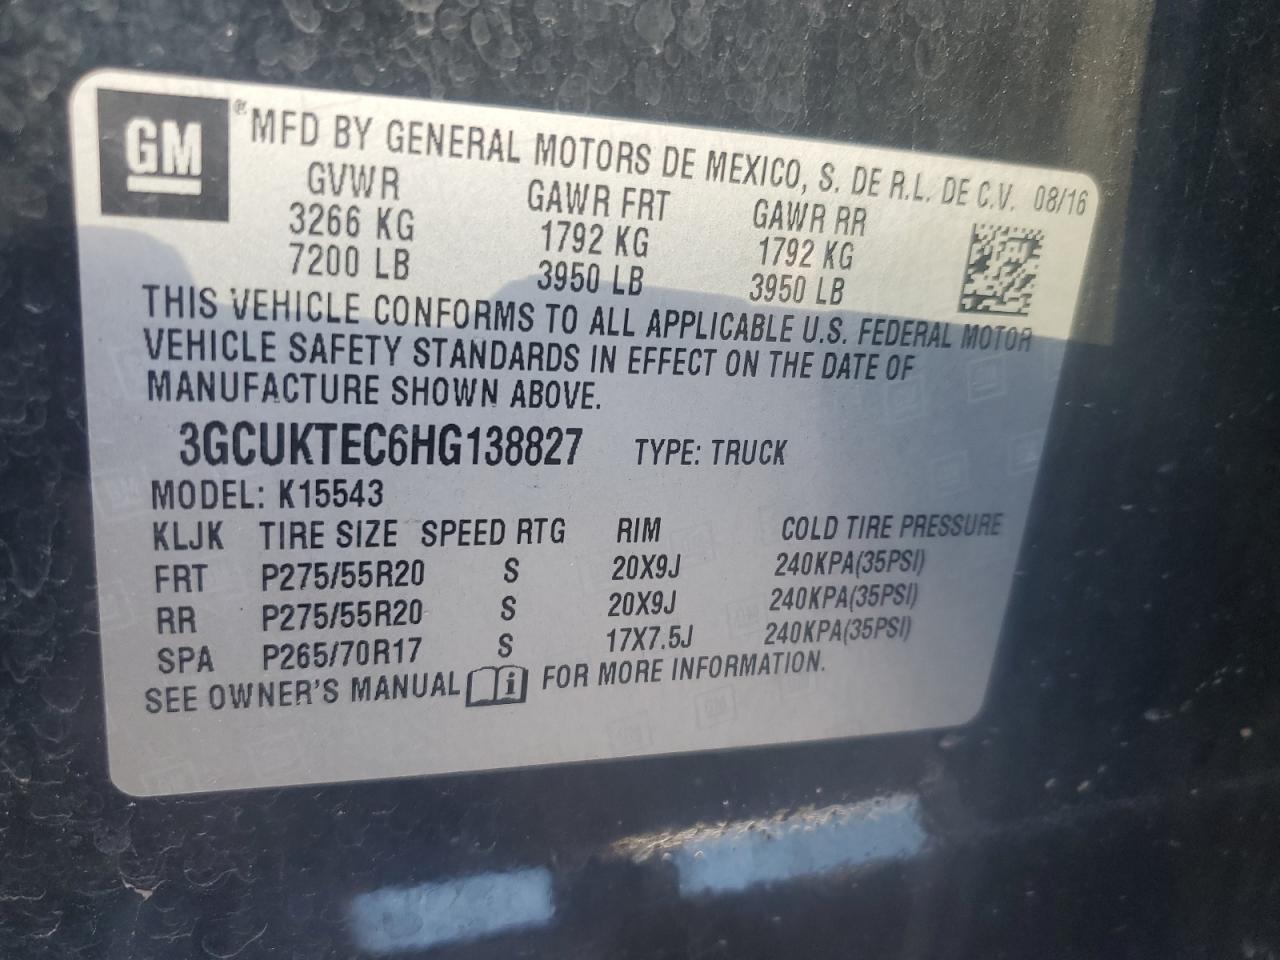 GM
®MFD BY GENERAL MOTORS DE MEXICO, S. DE R.L. DE C.V. 08/16
GVWR GAWR FRT GAWR RR
3266 KG 1792 KG 1792 KG
7200 LB 3950 LB 3950 LB
THIS VEHICLE CONFORMS TO ALL APPLICABLE U.S. FEDERAL MOTOR
VEHICLE SAFETY STANDARDS IN EFFECT ON THE DATE OF
MANUFACTURE SHOWN ABOVE.
3GCUKTEC6HG138827 TYPE: TRUCK
MODEL: K15543
KLJK TIRE SIZE SPEED RTG RIM COLD TIRE PRESSURE
FRT P275/55R20 S 20X9J 240KPA(35PSI)
RR P275/55R20 S 20X9J 240KPA(35PSI)
SPA P265/70R17 S 17X7.5J 240KPA(35PSI)
SEE OWNER'S MANUAL i FOR MORE INFORMATION.